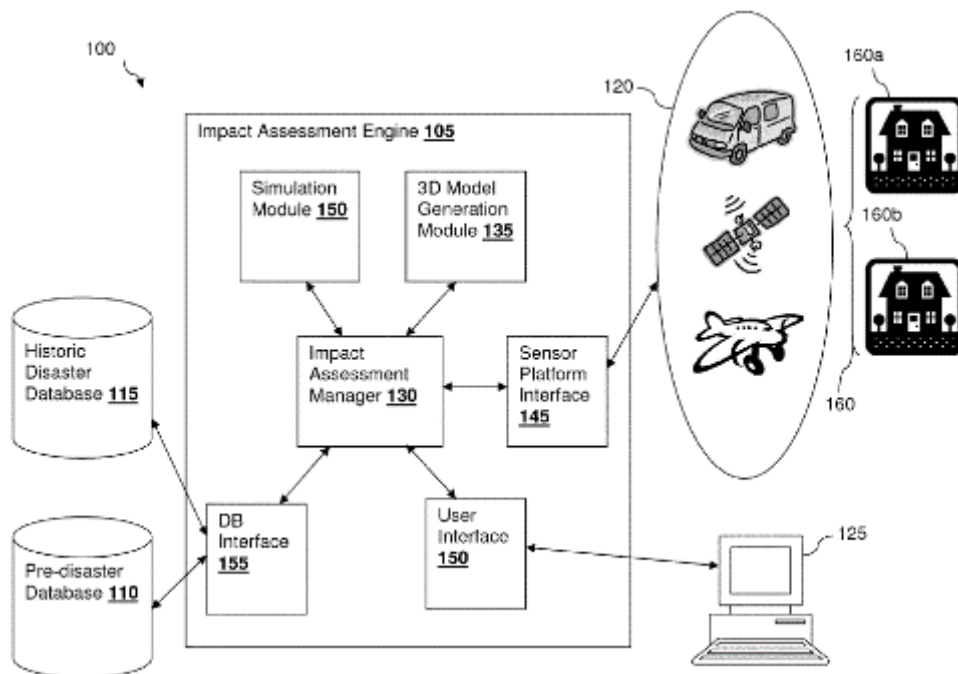 100
120
160a
Impact Assessment Engine 105
Simulation
Module 150
3D Model
Generation
Module 135
160b
Historic
Disaster
Database 115
Impact
Assessment
Manager 130
Sensor
Platform
Interface
145
160
DB
Interface
155
User
Interface
150
125
Pre-disaster
Database 110